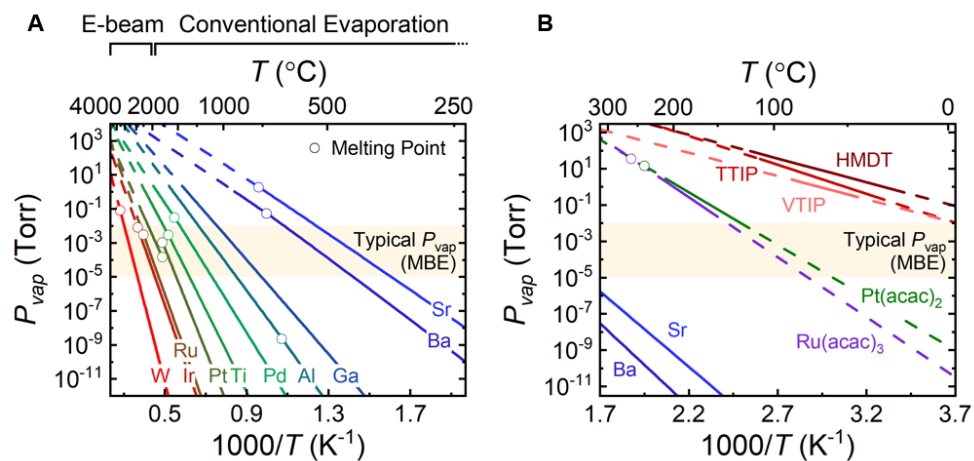 A
E-beam Conventional Evaporation
T (°C)
4000 2000 1000 500 250
10³
10¹
10⁻¹
10⁻³
10⁻⁵
10⁻⁷
10⁻⁹
10⁻¹¹
P_vap (Torr)
Melting Point
Typical P_vap
(MBE)
Sr
Ba
Ru
W Ir Pt Ti Pd Al Ga
0.5 0.9 1.3 1.7
1000/T (K⁻¹)
B
T (°C)
300 200 100 0
10³
10¹
10⁻¹
10⁻³
10⁻⁵
10⁻⁷
10⁻⁹
10⁻¹¹
P_vap (Torr)
HMDT
TTIP
VTIP
Typical P_vap
(MBE)
Pt(acac)₂
Ru(acac)₃
Sr
Ba
1.7 2.2 2.7 3.2 3.7
1000/T (K⁻¹)